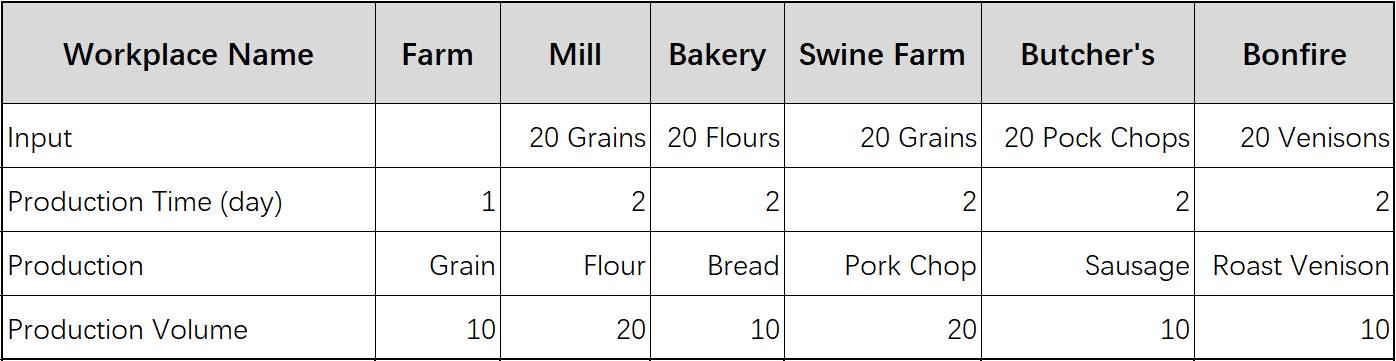 Workplace Name Farm Mill Bakery Swine Farm Butcher's Bonfire
Input 20 Grains 20 Flours 20 Grains 20 Pock Chops 20 Venisons
Production Time (day) 1 2 2 2 2 2
Production Grain Flour Bread Pork Chop Sausage Roast Venison
Production Volume 10 20 10 20 10 10